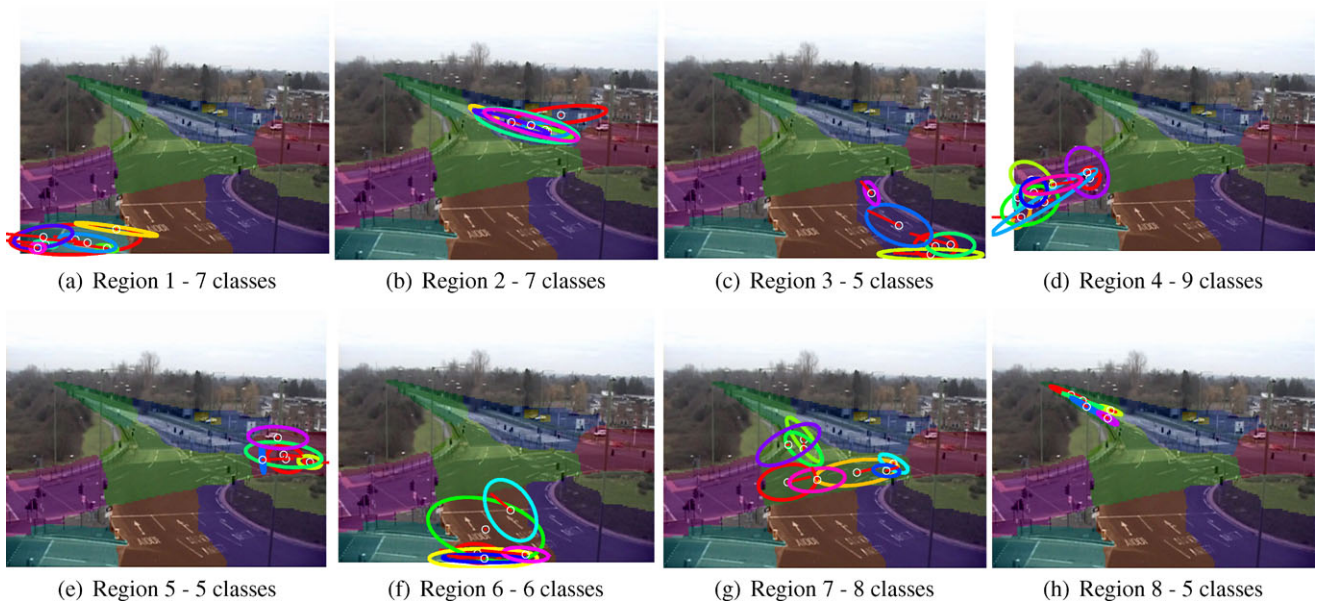 (a) Region 1 - 7 classes
(b) Region 2 - 7 classes
(c) Region 3 - 5 classes
(d) Region 4 - 9 classes
(e) Region 5 - 5 classes
(f) Region 6 - 6 classes
(g) Region 7 - 8 classes
(h) Region 8 - 5 classes